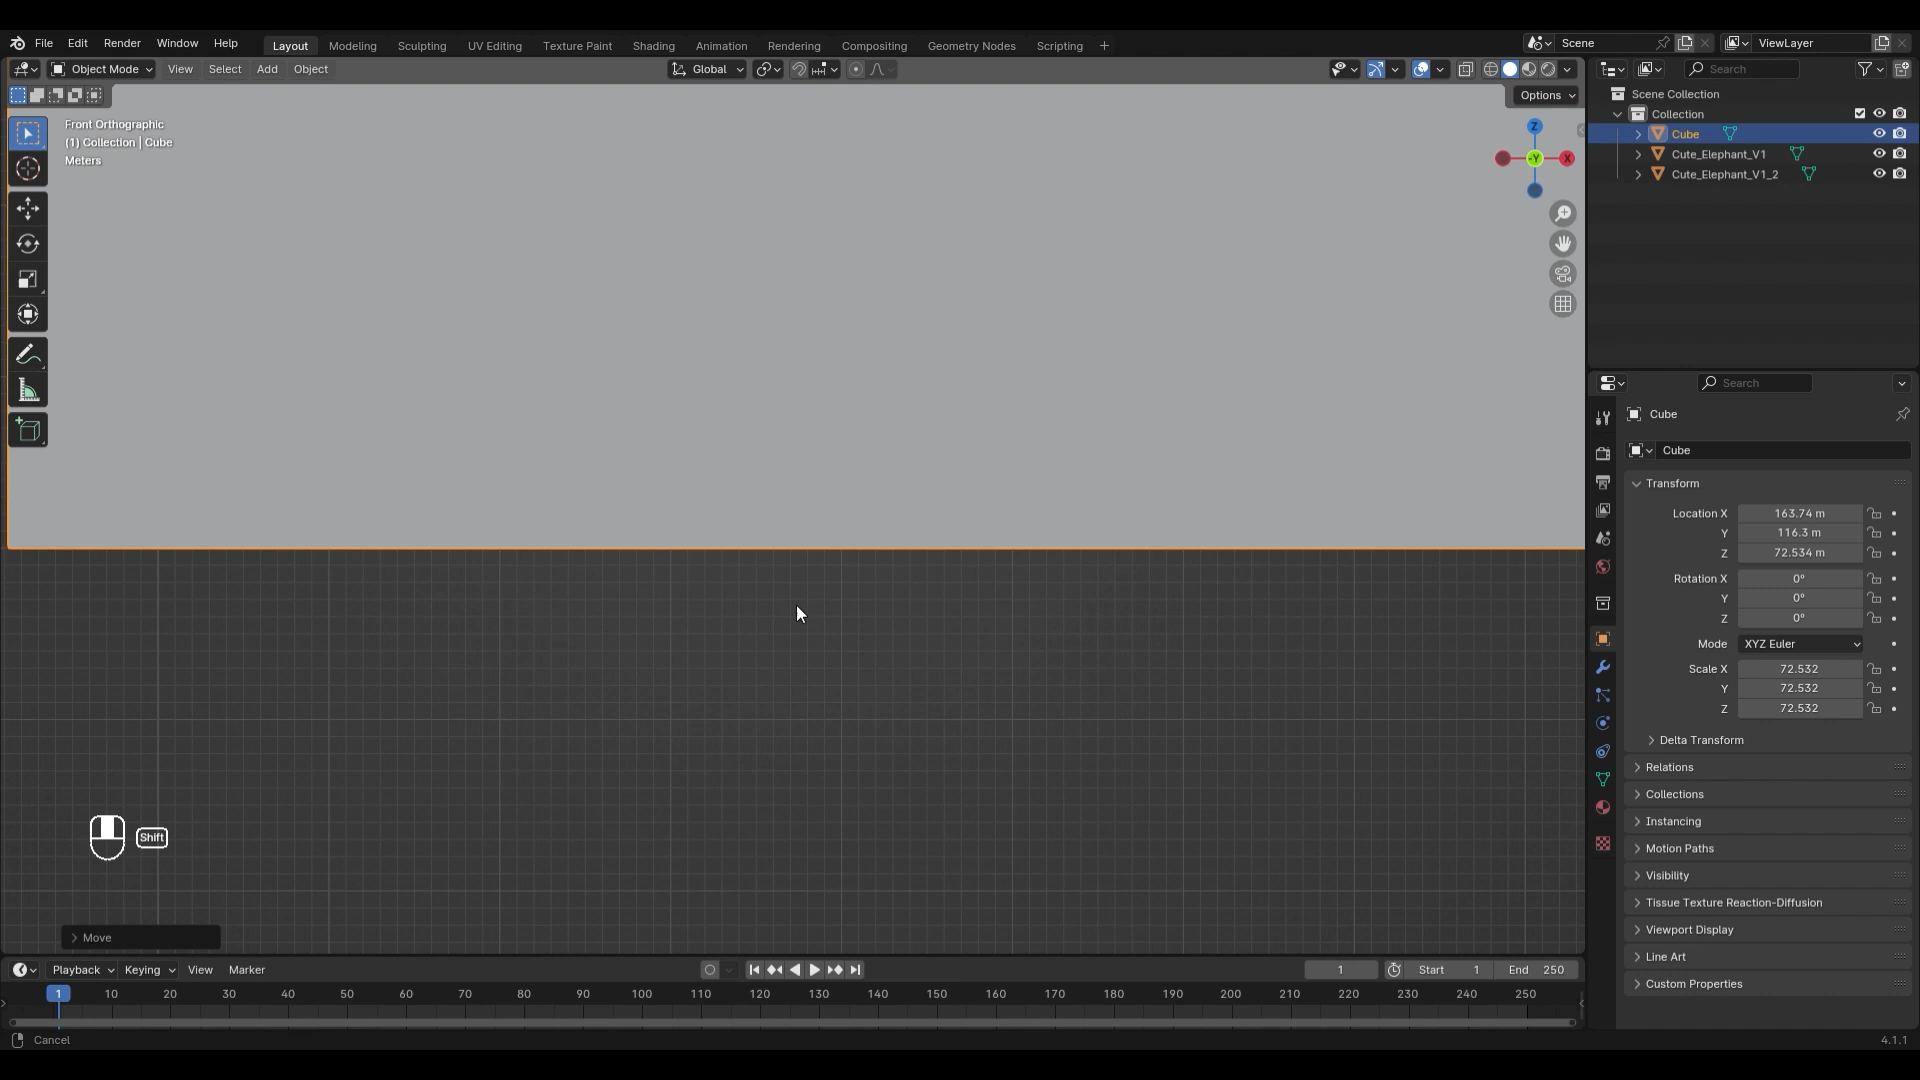 File Edit Render Window Help Layout Modeling Sculpting UV Editing Texture Paint Shading Animation Rendering Compositing Geometry Nodes Scripting + Scene ViewLayer
Object Mode View Select Add Object Global Search
Options
Front Orthographic
(1) Collection | Cube
Meters
Z
-Y
X
Scene Collection
Collection
Cube
Cute_Elephant_V1
Cute_Elephant_V1_2
Search
Cube
Cube
Transform
Location X 163.74 m
Y 116.3 m
Z 72.534 m
Rotation X 0°
Y 0°
Z 0°
Mode XYZ Euler
Scale X 72.532
Y 72.532
Z 72.532
Delta Transform
Relations
Collections
Instancing
Motion Paths
Visibility
Tissue Texture Reaction-Diffusion
Viewport Display
Line Art
Custom Properties
Shift
Move
Playback Keying View Marker 1 Start 1 End 250
1 10 20 30 40 50 60 70 80 90 100 110 120 130 140 150 160 170 180 190 200 210 220 230 240 250
Cancel 4.1.1